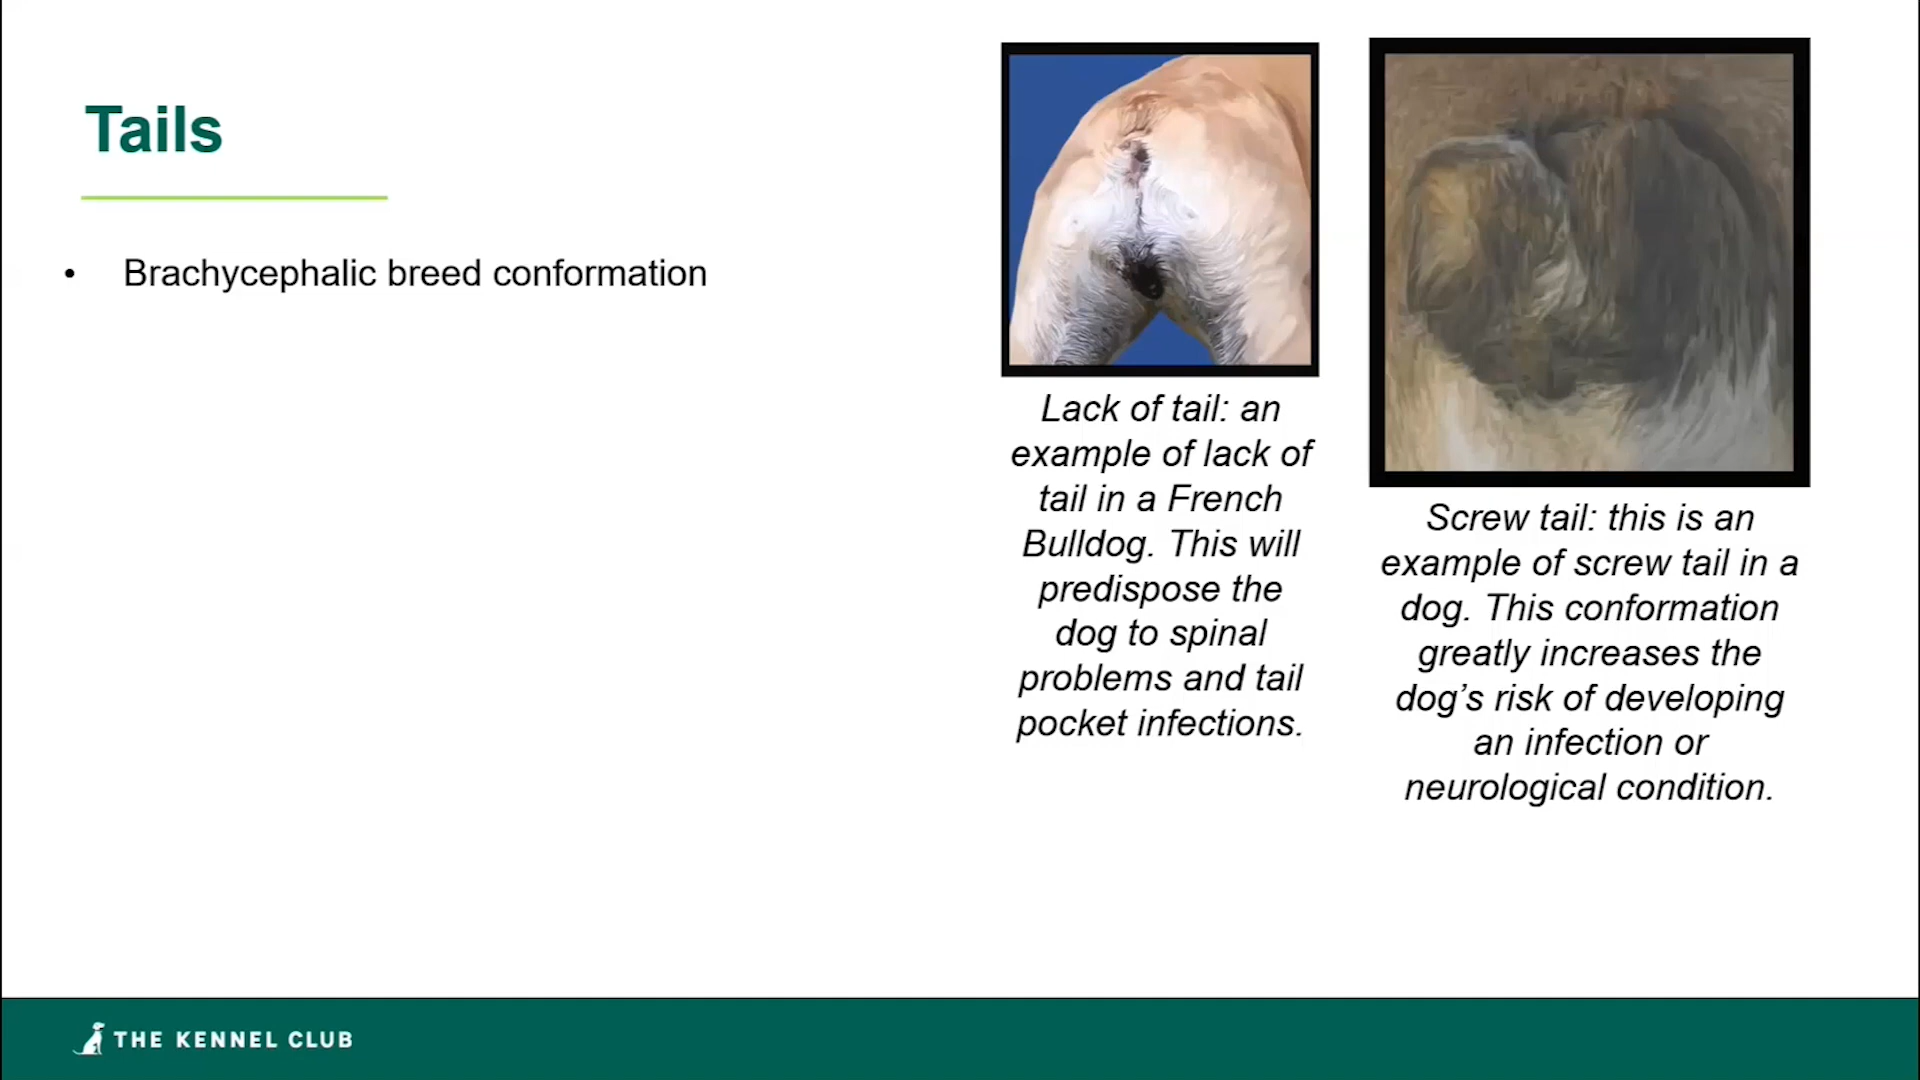 Tails
• Brachycephalic breed conformation
Lack of tail: an
example of lack of
tail in a French
Bulldog. This will
predispose the
dog to spinal
problems and tail
pocket infections.
Screw tail: this is an
example of screw tail in a
dog. This conformation
greatly increases the
dog’s risk of developing
an infection or
neurological condition.
THE KENNEL CLUB